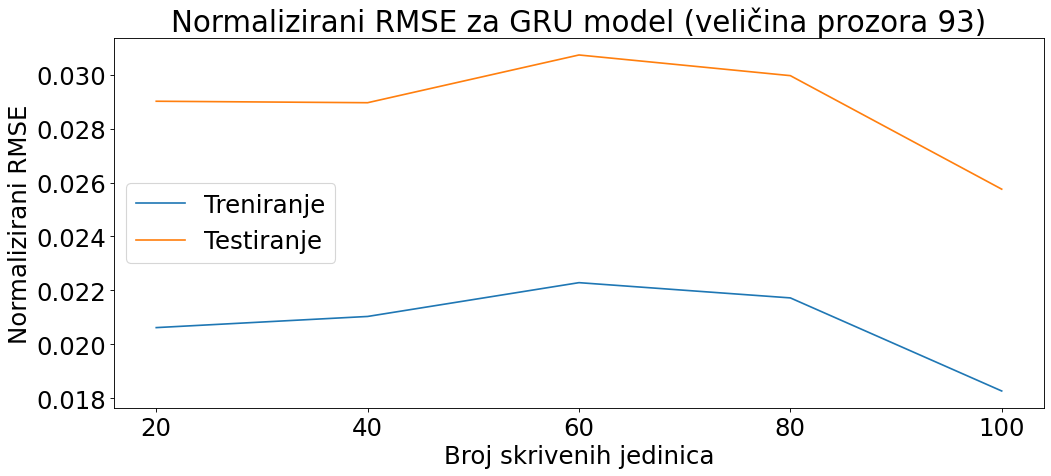 Normalizirani RMSE za GRU model (veličina prozora 93)
Normalizirani RMSE
0.030
0.028
0.026
0.024
0.022
0.020
0.018
Treniranje
Testiranje
20 40 60 80 100
Broj skrivenih jedinica